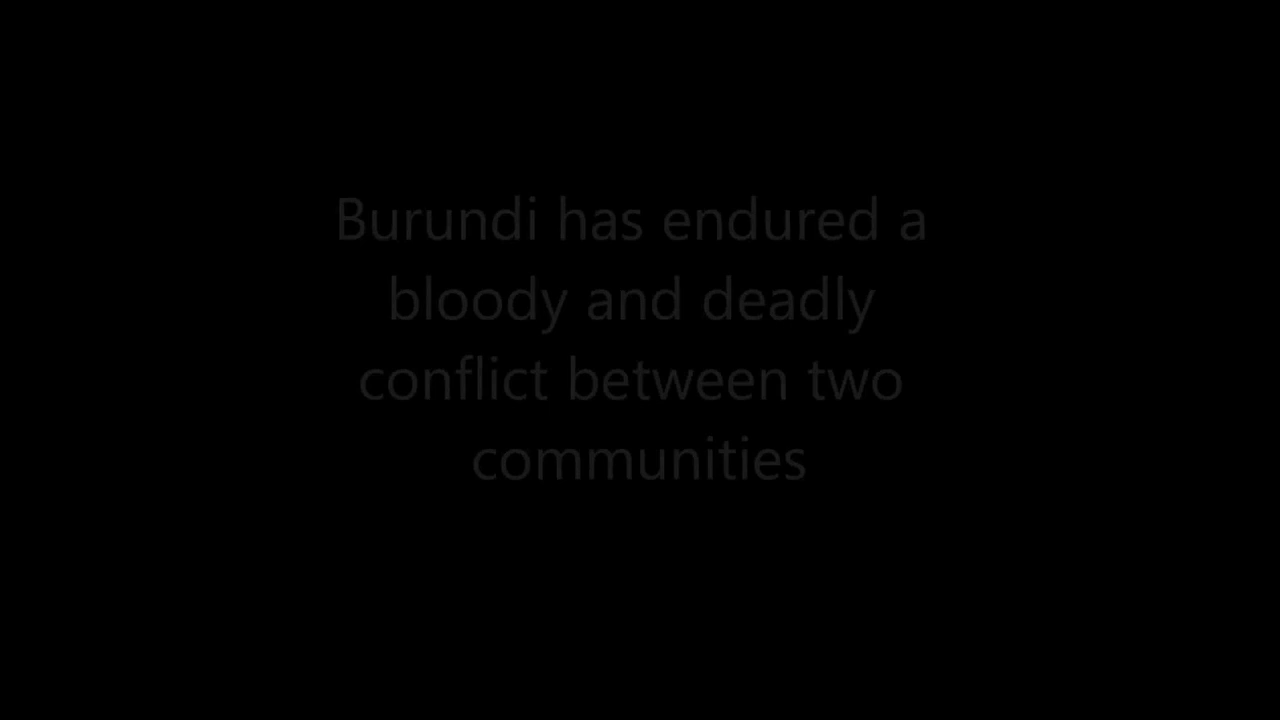 Burundi has endured a
bloody and deadly
conflict between two
communities